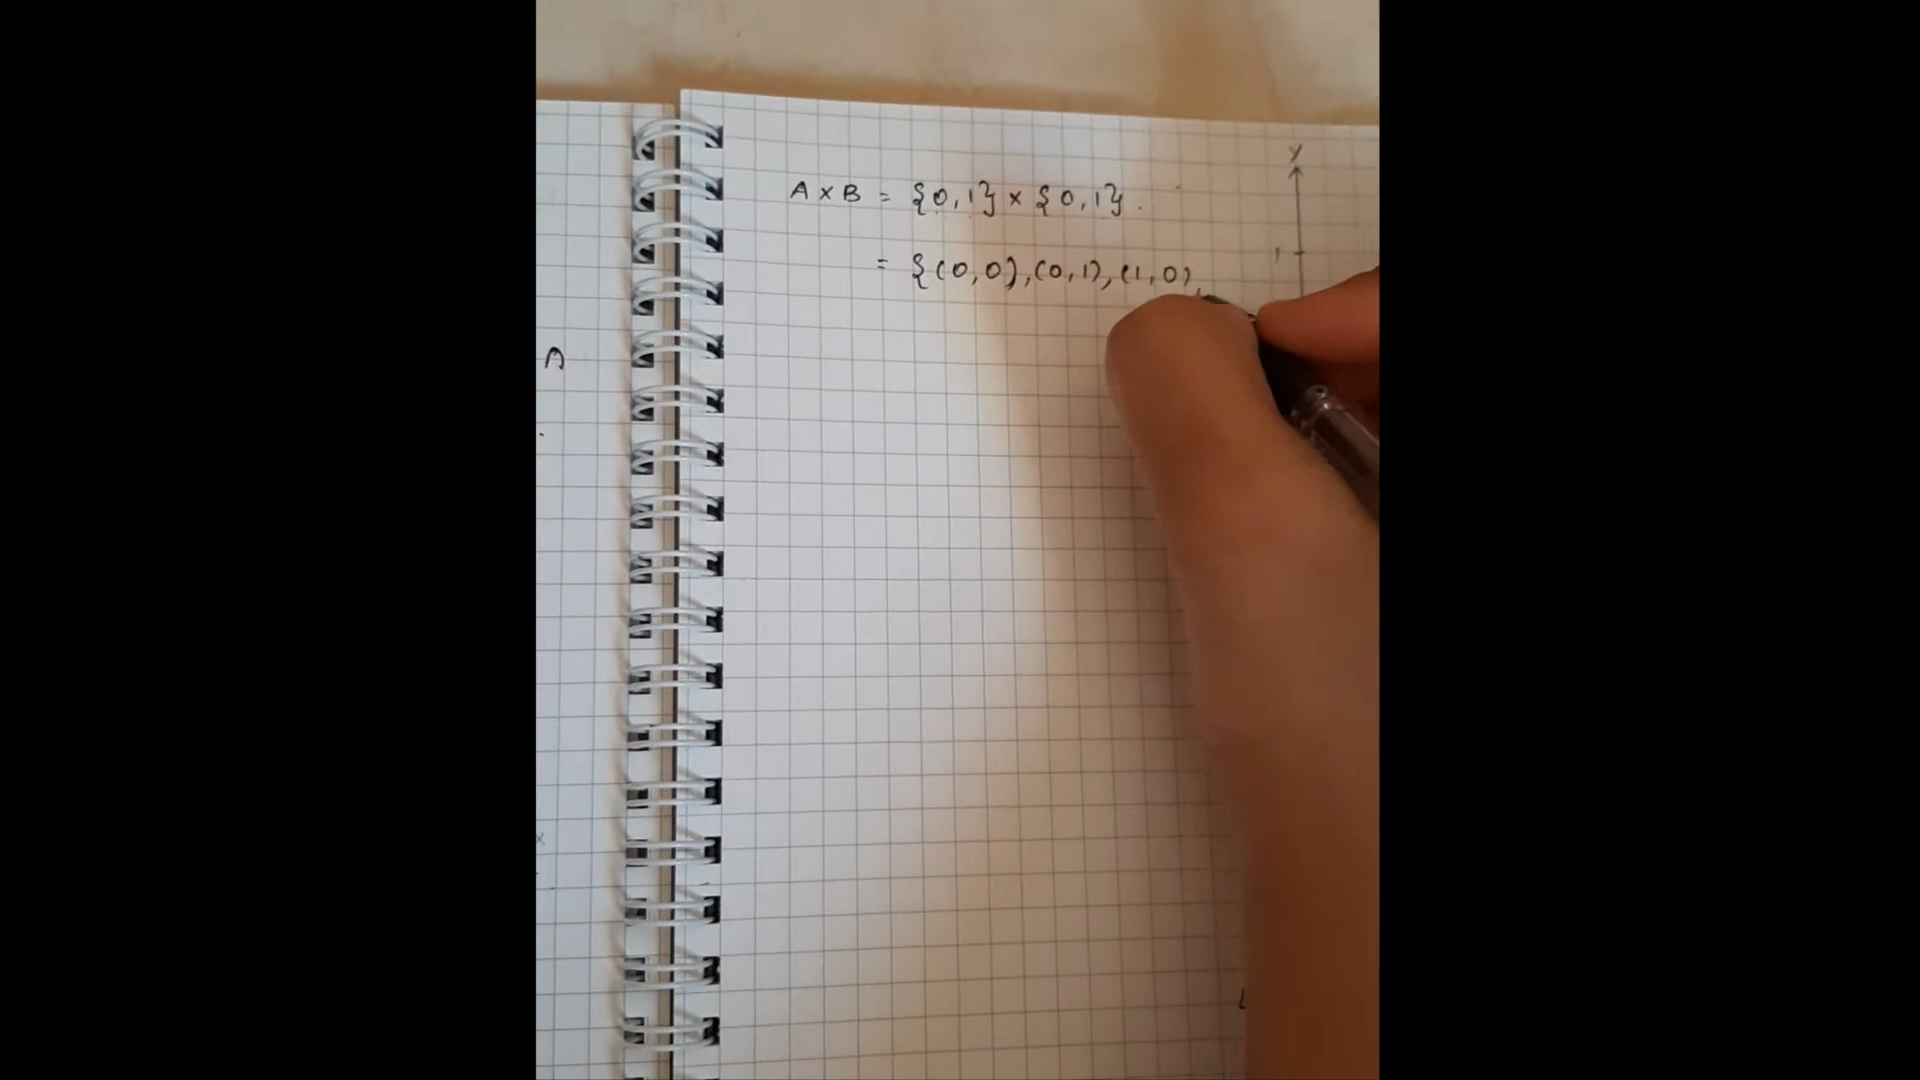 A
A × B = {0,1} × {0,1}.
= {(0,0),(0,1),(1,0),
y
1